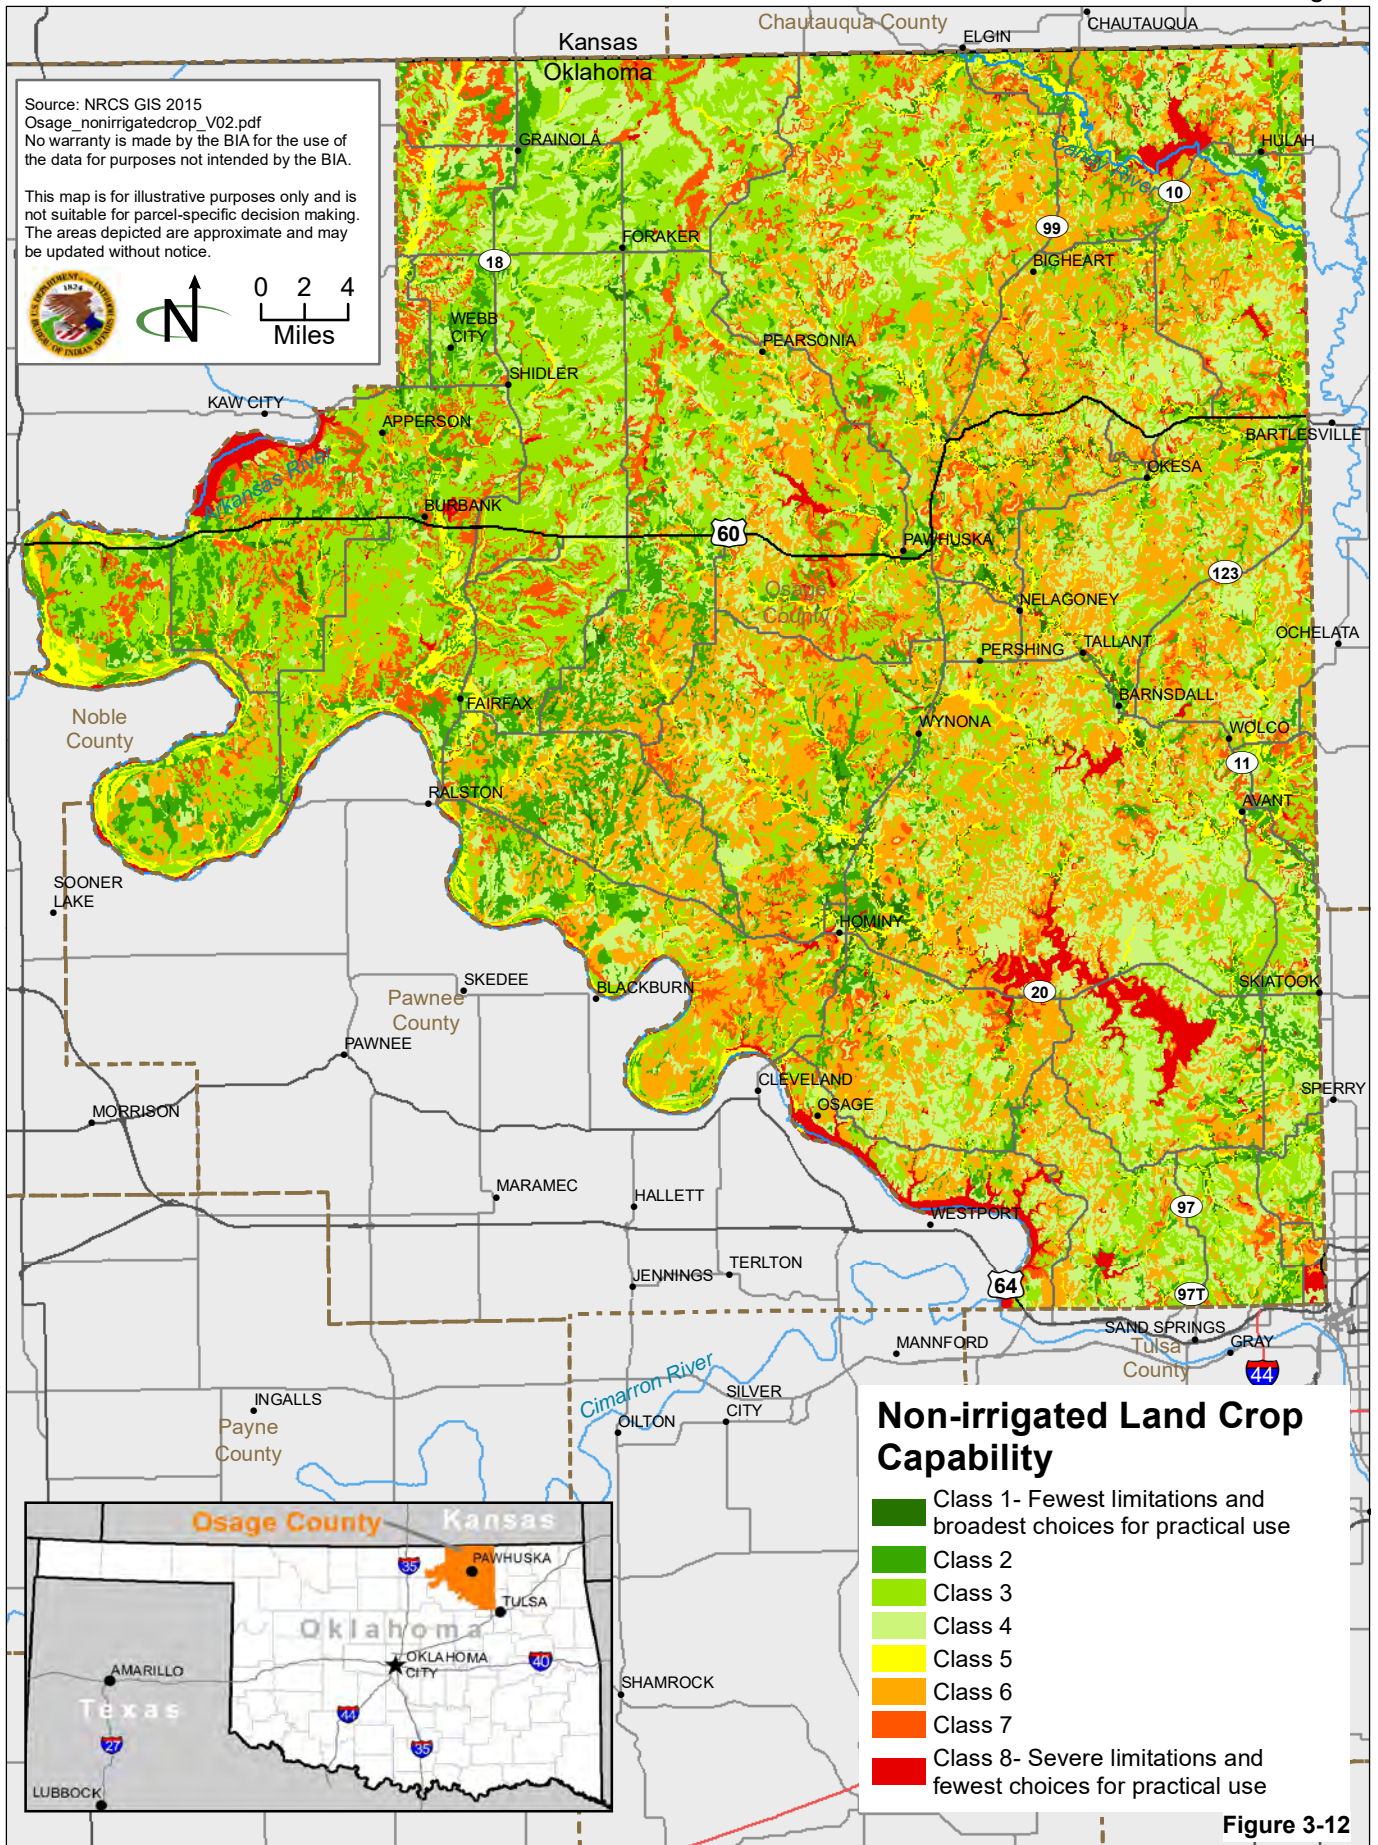 Chautauqua County
CHAUTAUQUA
ELGIN
Kansas
Oklahoma
Source: NRCS GIS 2015
Osage_nonirrigatedcrop_V02.pdf
No warranty is made by the BIA for the use of
the data for purposes not intended by the BIA.
This map is for illustrative purposes only and is
not suitable for parcel-specific decision making.
The areas depicted are approximate and may
be updated without notice.
1824
N
0 2 4
Miles
GRAINOLA
HULAH
Caney River
10
99
FORAKER
18
BIGHEART
WEBB
CITY
PEARSONIA
SHIDLER
KAW CITY
APPERSON
BARTLESVILLE
Arkansas River
OKESA
BURBANK
60
PAWHUSKA
123
Osage
County
NELAGONEY
OCHELATA
TALLANT
PERSHING
BARNSDALL
FAIRFAX
Noble
County
WYNONA
WOLCO
11
RALSTON
AVANT
SOONER
LAKE
HOMINY
SKEDEE
BLACKBURN
SKIATOOK
20
Pawnee
County
PAWNEE
CLEVELAND
SPERRY
MORRISON
OSAGE
MARAMEC
HALLETT
97
WESTPORT
TERLTON
JENNINGS
64
97T
SAND SPRINGS
MANNFORD
GRAY
Tulsa
County
44
Cimarron River
INGALLS
SILVER
CITY
OILTON
Payne
County
SHAMROCK
Non-irrigated Land Crop
Capability
Class 1- Fewest limitations and
broadest choices for practical use
Class 2
Class 3
Class 4
Class 5
Class 6
Class 7
Class 8- Severe limitations and
fewest choices for practical use
Osage County
Kansas
35
PAWHUSKA
TULSA
Oklahoma
OKLAHOMA
CITY
40
AMARILLO
Texas
44
27
35
LUBBOCK
Figure 3-12